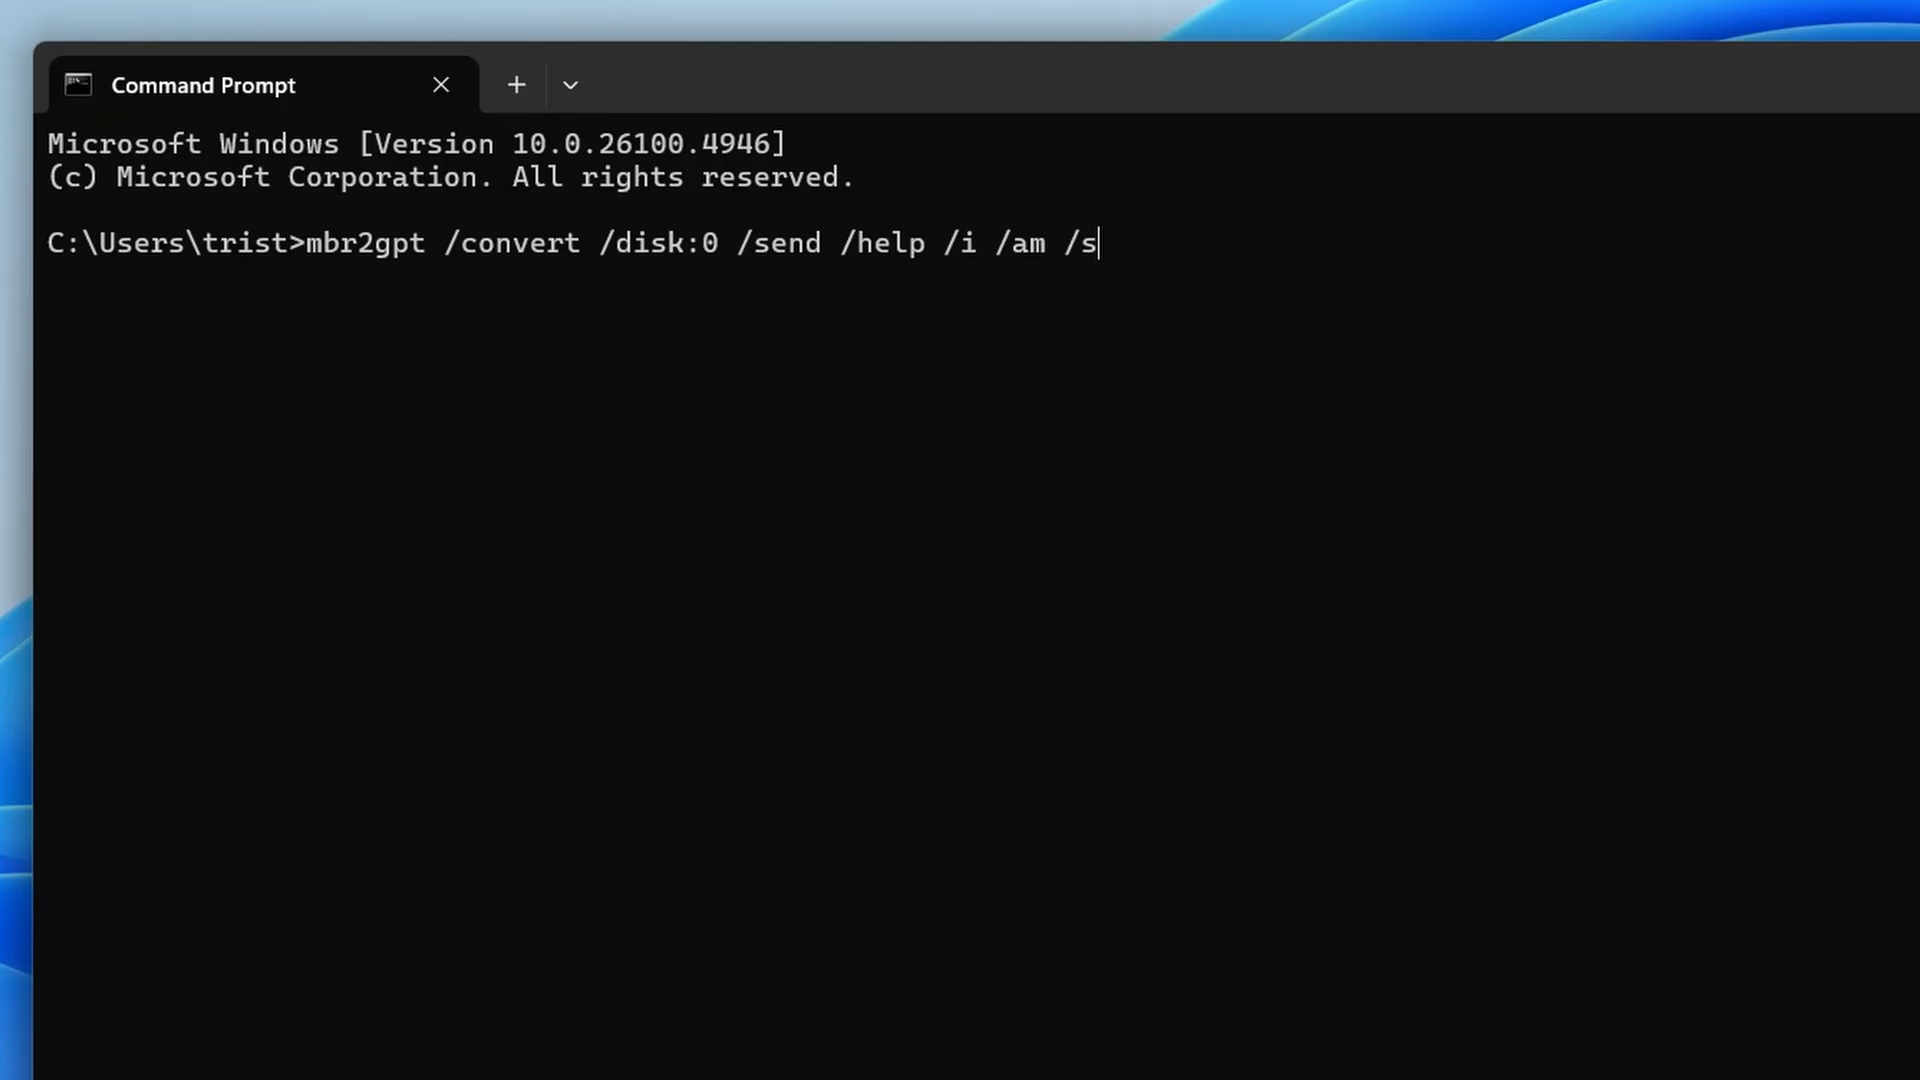 Command Prompt
Microsoft Windows [Version 10.0.26100.4946]
(c) Microsoft Corporation. All rights reserved.
C:\Users\trist>mbr2gpt /convert /disk:0 /send /help /i /am /s